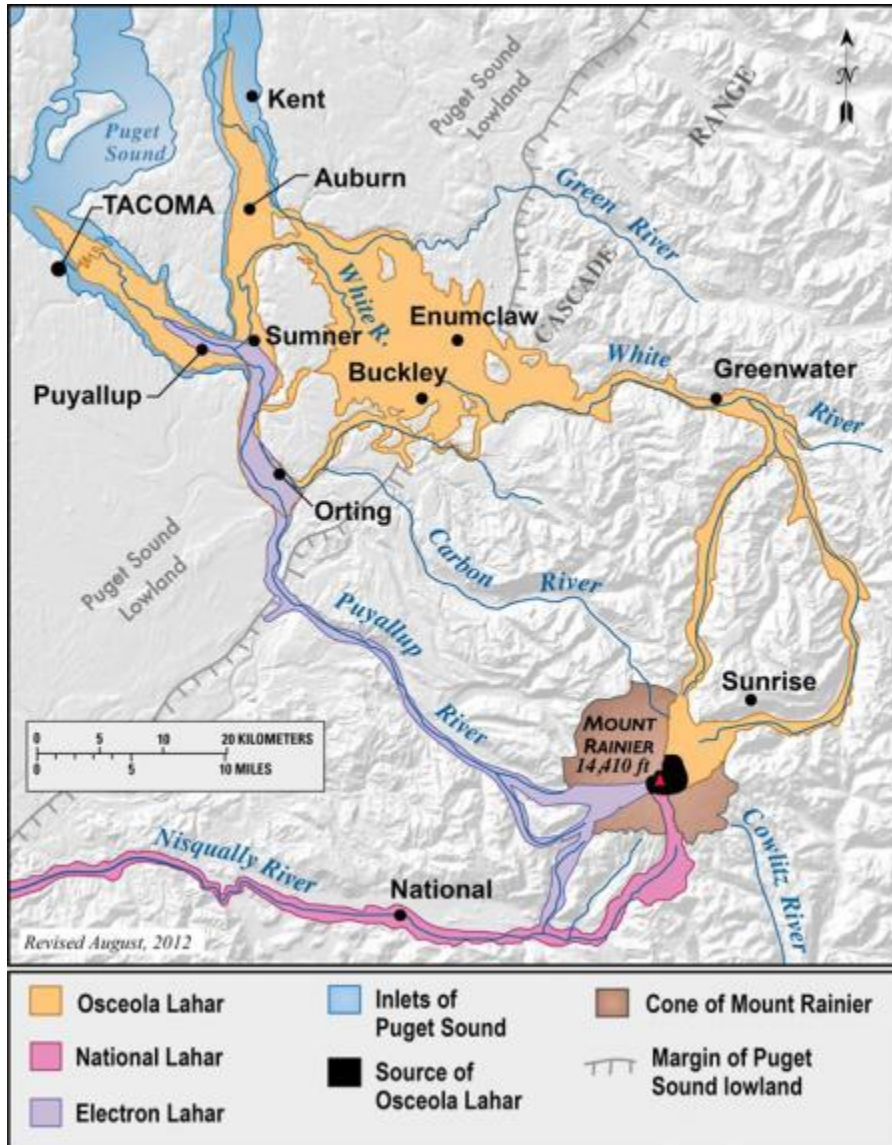 Kent
Puget Sound
Lowland
RANGE
N
Puget
Sound
Auburn
TACOMA
Green River
CASCADE
White R.
Enumclaw
Sumner
White
Greenwater
Buckley
River
Puyallup
Orting
Puget Sound
Lowland
Carbon
River
Puyallup
River
Sunrise
MOUNT
RAINIER
14,410 ft
0 5 10 20 KILOMETERS
0 5 10 MILES
Nisqually River
Cowlitz River
National
Revised August, 2012
Osceola Lahar
National Lahar
Electron Lahar
Inlets of
Puget Sound
Source of
Osceola Lahar
Cone of Mount Rainier
Margin of Puget
Sound lowland